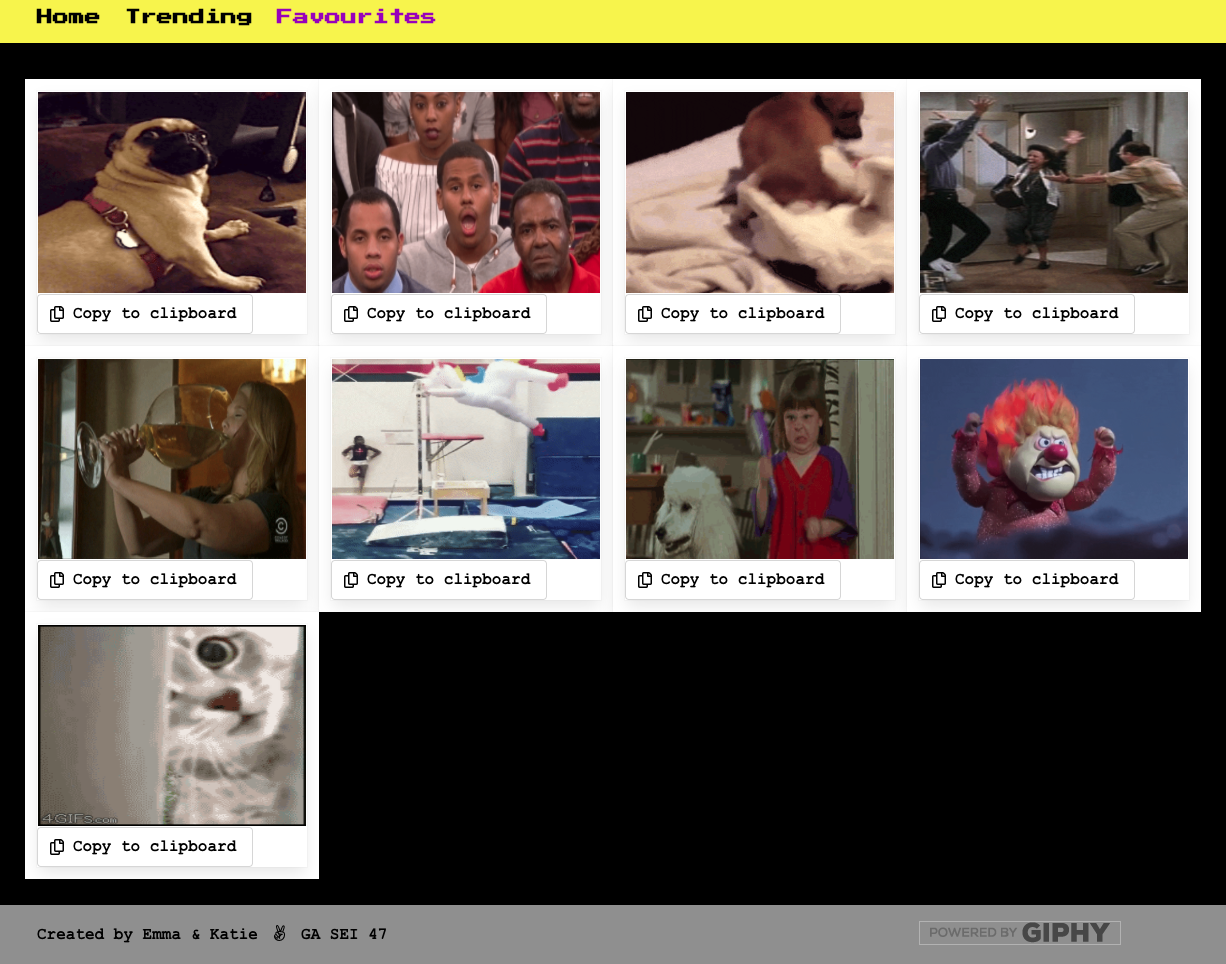 Home Trending Favourites
Copy to clipboard Copy to clipboard Copy to clipboard Copy to clipboard
Copy to clipboard Copy to clipboard Copy to clipboard Copy to clipboard
4GIFs.com
Copy to clipboard
Created by Emma & Katie ✌ GA SEI 47 POWERED BY GIPHY